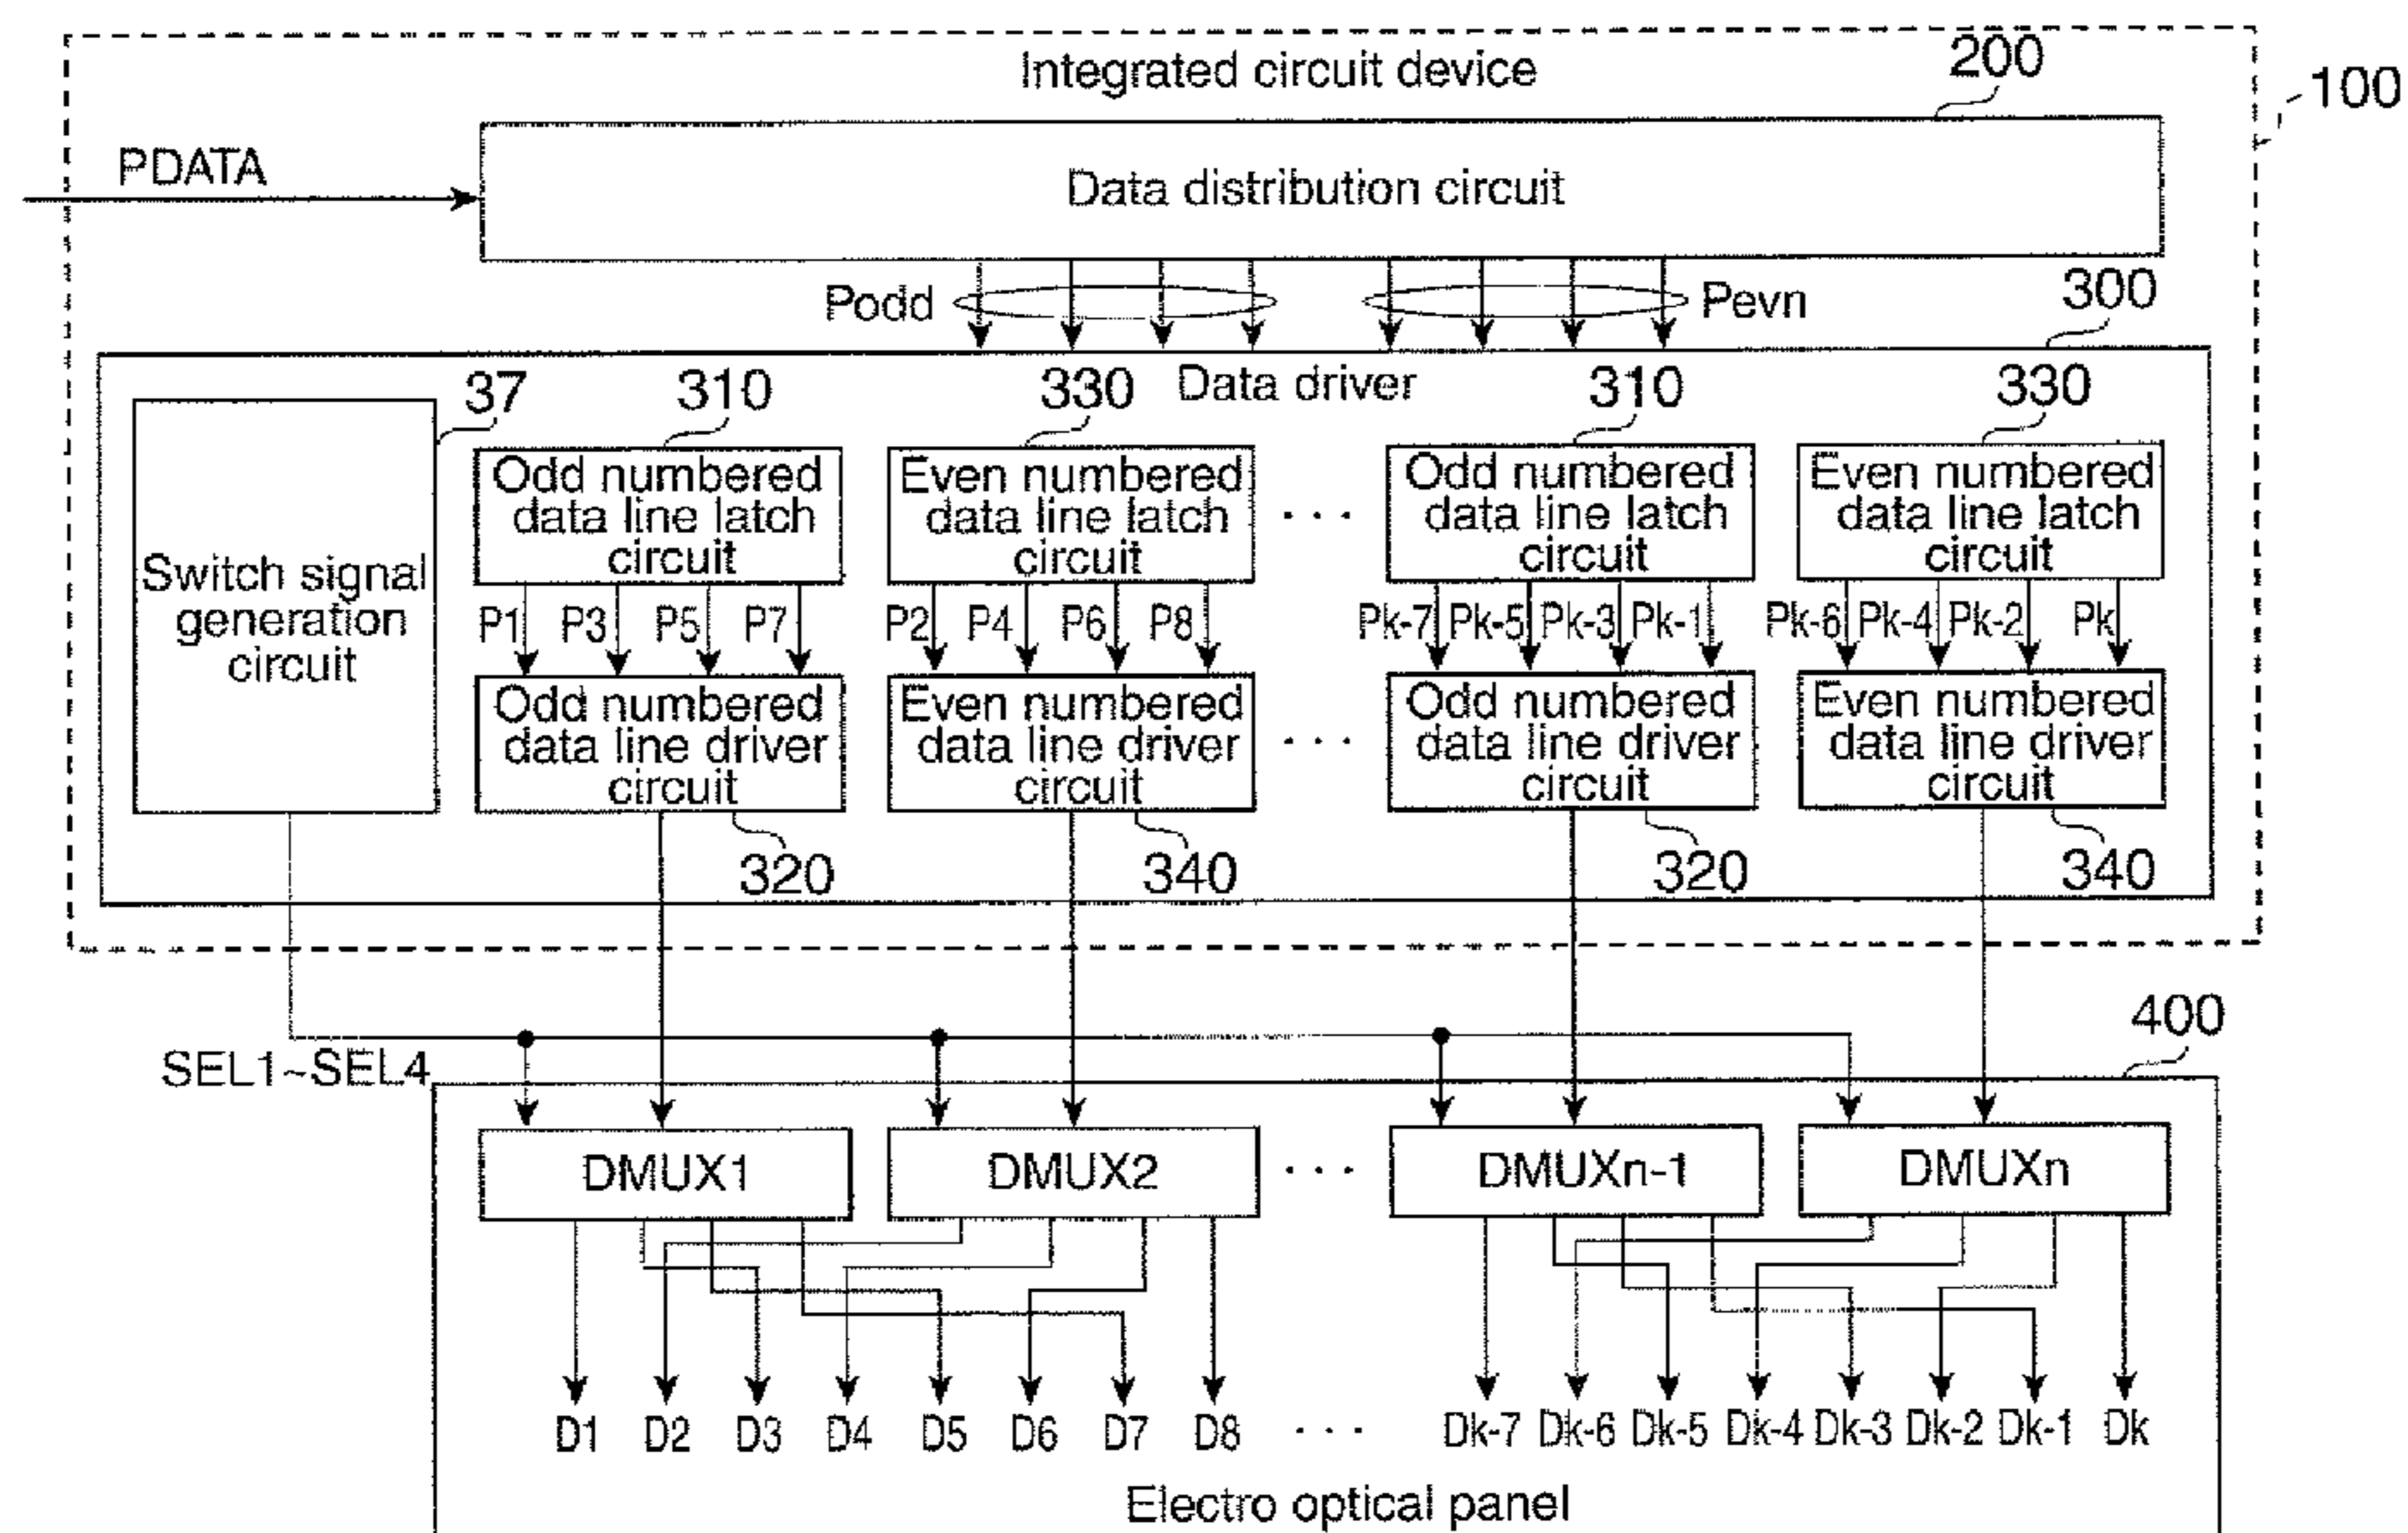 Integrated circuit device
200
100
PDATA
Data distribution circuit
Podd
Pevn
300
Data driver
37
310
330
310
330
Switch signal
generation
circuit
Odd numbered
data line latch
circuit
Even numbered
data line latch
circuit
. . .
Odd numbered
data line latch
circuit
Even numbered
data line latch
circuit
P1 P3 P5 P7
P2 P4 P6 P8
Pk-7 Pk-5 Pk-3 Pk-1
Pk-6 Pk-4 Pk-2 Pk
Odd numbered
data line driver
circuit
Even numbered
data line driver
circuit
. . .
Odd numbered
data line driver
circuit
Even numbered
data line driver
circuit
320
340
320
340
400
SEL1~SEL4
DMUX1
DMUX2
. . .
DMUXn-1
DMUXn
D1 D2 D3 D4 D5 D6 D7 D8 . . . Dk-7 Dk-6 Dk-5 Dk-4 Dk-3 Dk-2 Dk-1 Dk
Electro optical panel